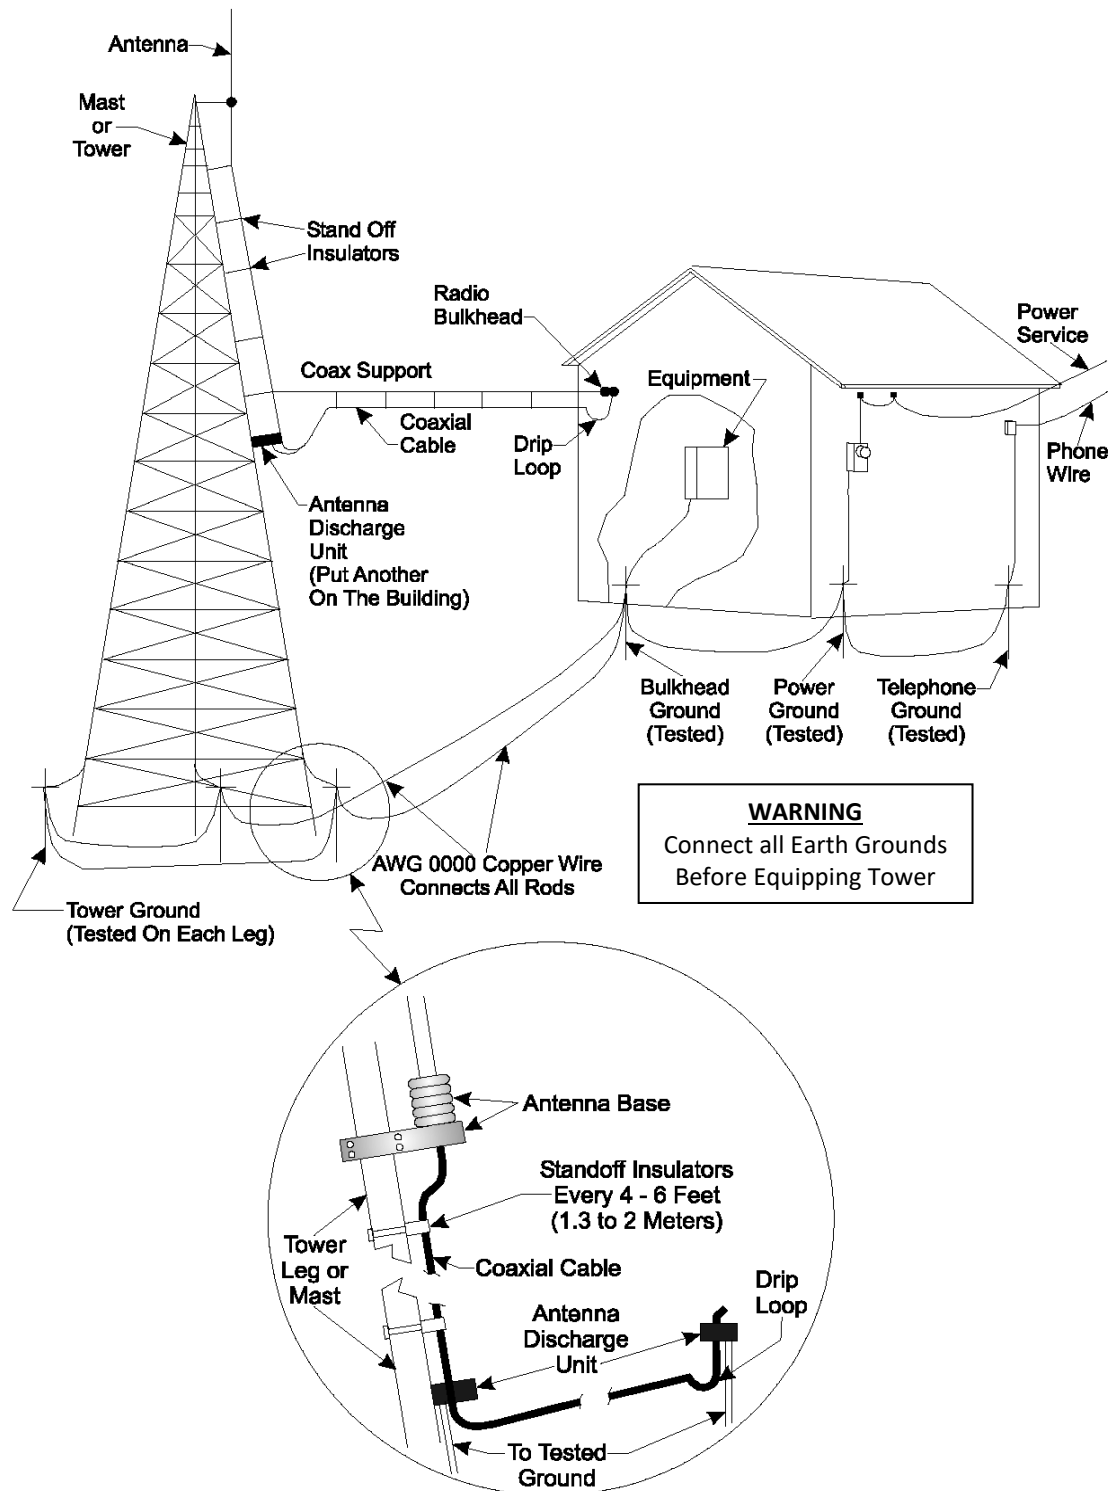 Antenna
Mast
or
Tower
Stand Off
Insulators
Radio
Bulkhead
Power
Service
Coax Support
Equipment
Coaxial
Cable
Drip
Loop
Phone
Wire
Antenna
Discharge
Unit
(Put Another
On The Building)
Bulkhead
Ground
(Tested)
Power
Ground
(Tested)
Telephone
Ground
(Tested)
WARNING
Connect all Earth Grounds
Before Equipping Tower
AWG 0000 Copper Wire
Connects All Rods
Tower Ground
(Tested On Each Leg)
Antenna Base
Standoff Insulators
Every 4 - 6 Feet
(1.3 to 2 Meters)
Tower
Leg or
Mast
Coaxial Cable
Drip
Loop
Antenna
Discharge
Unit
To Tested
Ground